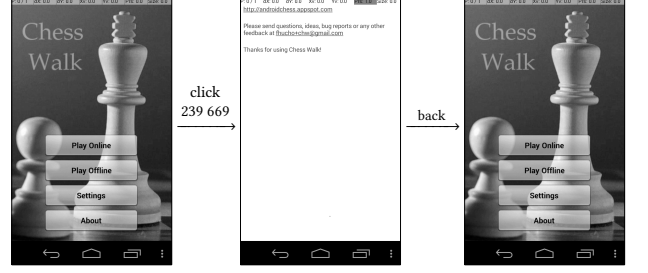 Chess
Walk
Play Online
Play Offline
Settings
About
click
239 669
http://androidchess.appspot.com
Please send questions, ideas, bug reports or any other
feedback at
Thanks for using Chess Walk!
back
Chess
Walk
Play Online
Play Offline
Settings
About